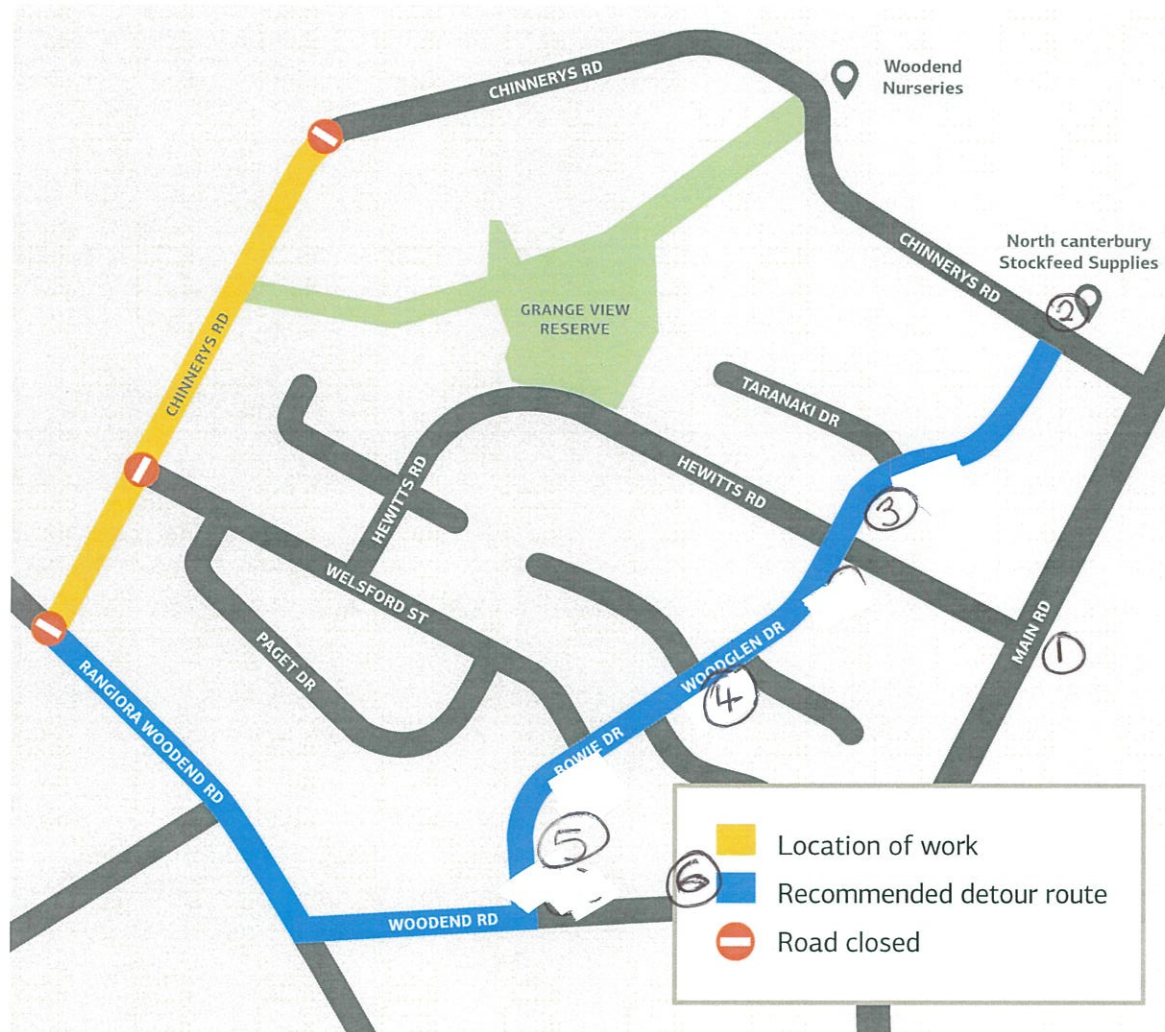 CHINNERYS RD
Woodend
Nurseries
CHINNERYS RD
North canterbury
Stockfeed Supplies
2
GRANGE VIEW
RESERVE
CHINNERYS RD
TARANAKI DR
HEWITTS RD
HEWITTS RD
3
WELSFORD ST
MAIN RD
1
PAGET DR
WOODGLEN DR
4
RANGIORA WOODEND RD
BOWIE DR
5
6
WOODEND RD
Location of work
Recommended detour route
Road closed